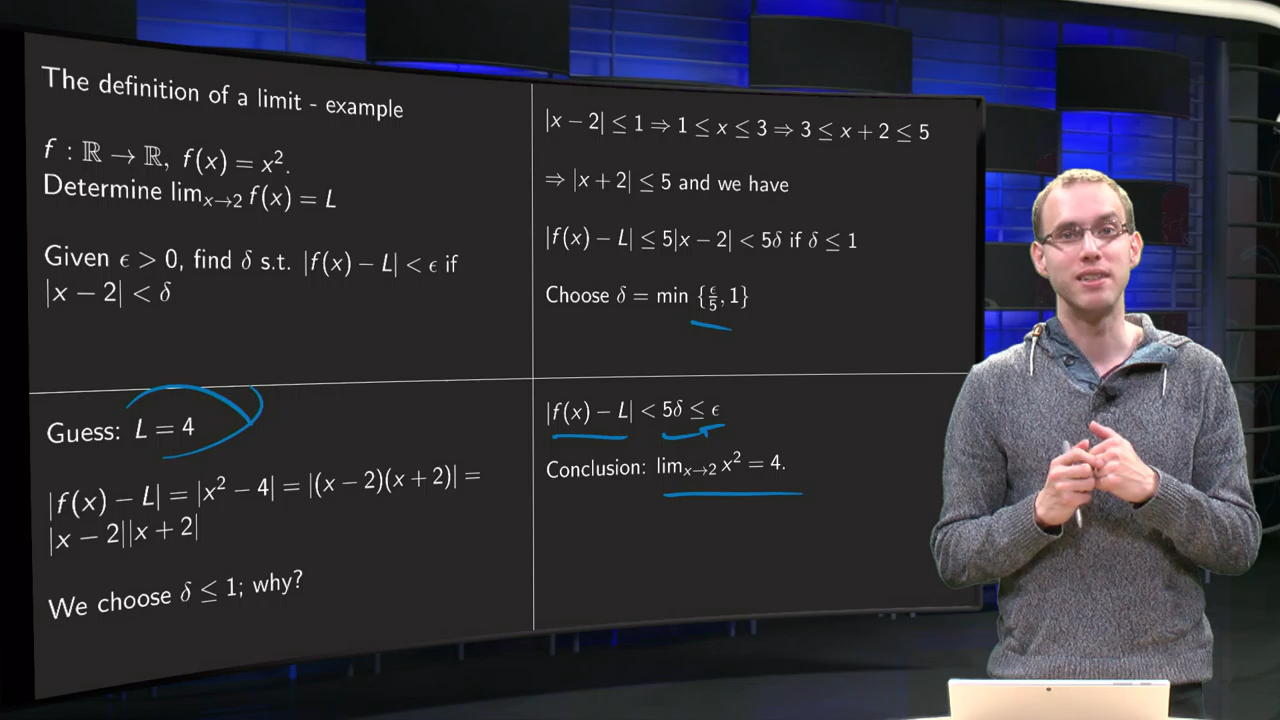 The definition of a limit - example
f : ℝ → ℝ, f(x) = x².
Determine lim_{x→2} f(x) = L
Given ϵ > 0, find δ s.t. |f(x) − L| < ϵ if
|x − 2| < δ
Guess: L = 4
|f(x) − L| = |x² − 4| = |(x − 2)(x + 2)| =
|x − 2||x + 2|
We choose δ ≤ 1; why?
|x − 2| ≤ 1 ⇒ 1 ≤ x ≤ 3 ⇒ 3 ≤ x + 2 ≤ 5
⇒ |x + 2| ≤ 5 and we have
|f(x) − L| ≤ 5|x − 2| < 5δ if δ ≤ 1
Choose δ = min {ϵ/5, 1}
|f(x) − L| < 5δ ≤ ϵ
Conclusion: lim_{x→2} x² = 4.